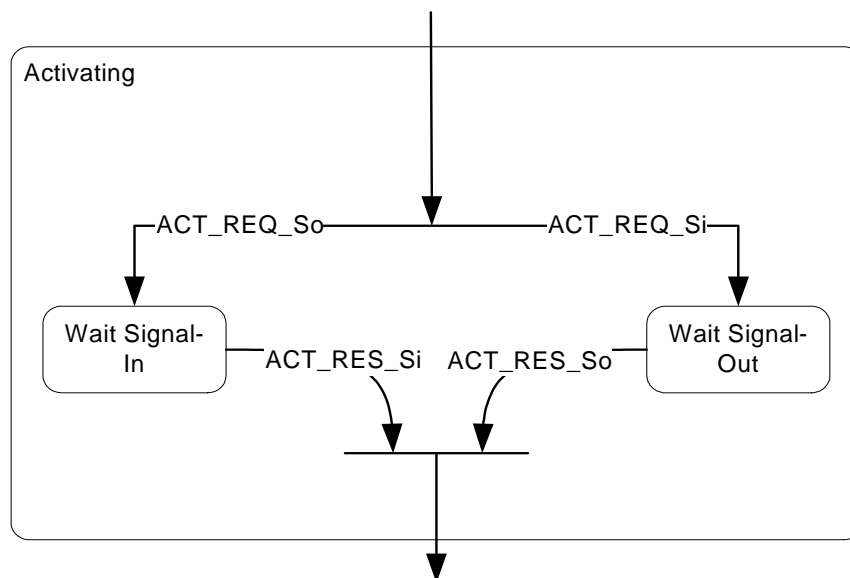 Activating
ACT_REQ_So
ACT_REQ_Si
Wait Signal-
In
Wait Signal-
Out
ACT_RES_Si
ACT_RES_So